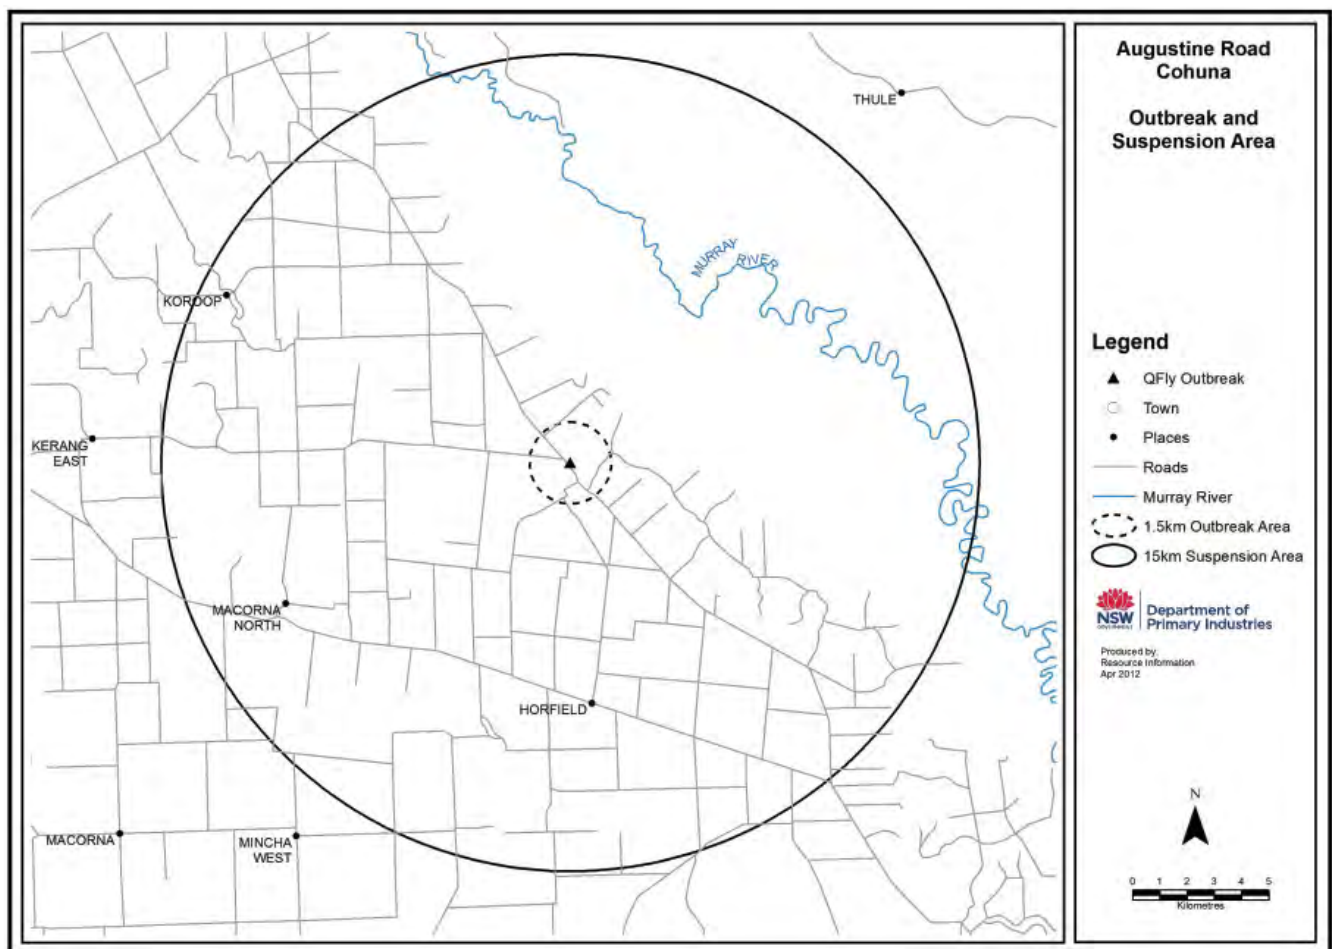 Augustine Road
Cohuna
Outbreak and
Suspension Area
THULE
MURRAY
RIVER
KOROOP
KERANG
EAST
MACORNA
NORTH
HORFIELD
MACORNA
MINCHA
WEST
Legend
QFly Outbreak
Town
Places
Roads
Murray River
1.5km Outbreak Area
15km Suspension Area
NSW
GOVERNMENT
Department of
Primary Industries
Produced by:
Resource Information
Apr 2012
N
0 1 2 3 4 5
Kilometres